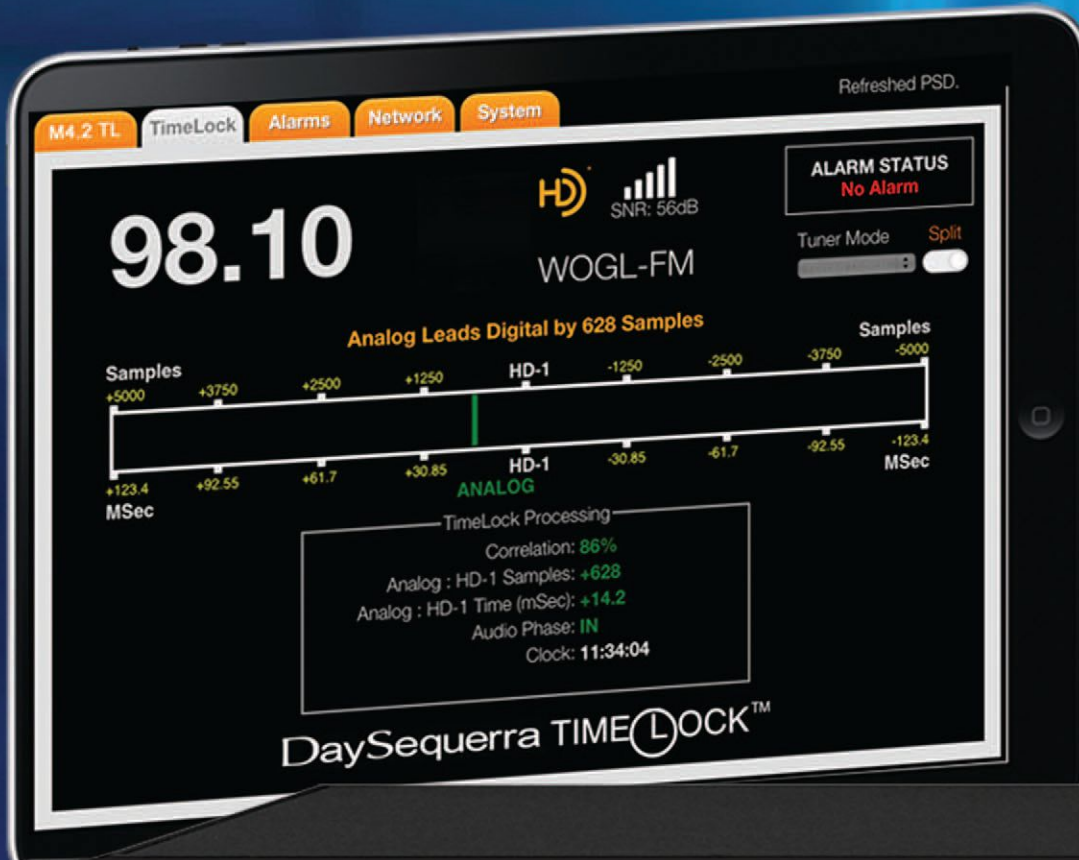 Refreshed PSD.
M4.2 TL TimeLock Alarms Network System
ALARM STATUS
No Alarm
HD
SNR: 56dB
98.10
WOGL-FM
Tuner Mode Split
Analog Leads Digital by 628 Samples
Samples Samples
+5000 +3750 +2500 +1250 HD-1 -1250 -2500 -3750 -5000
+123.4 +92.55 +61.7 +30.85 HD-1 -30.85 -61.7 -92.55 -123.4
MSec ANALOG MSec
TimeLock Processing
Correlation: 86%
Analog : HD-1 Samples: +628
Analog : HD-1 Time (mSec): +14.2
Audio Phase: IN
Clock: 11:34:04
DaySequerra TIMELOCK™